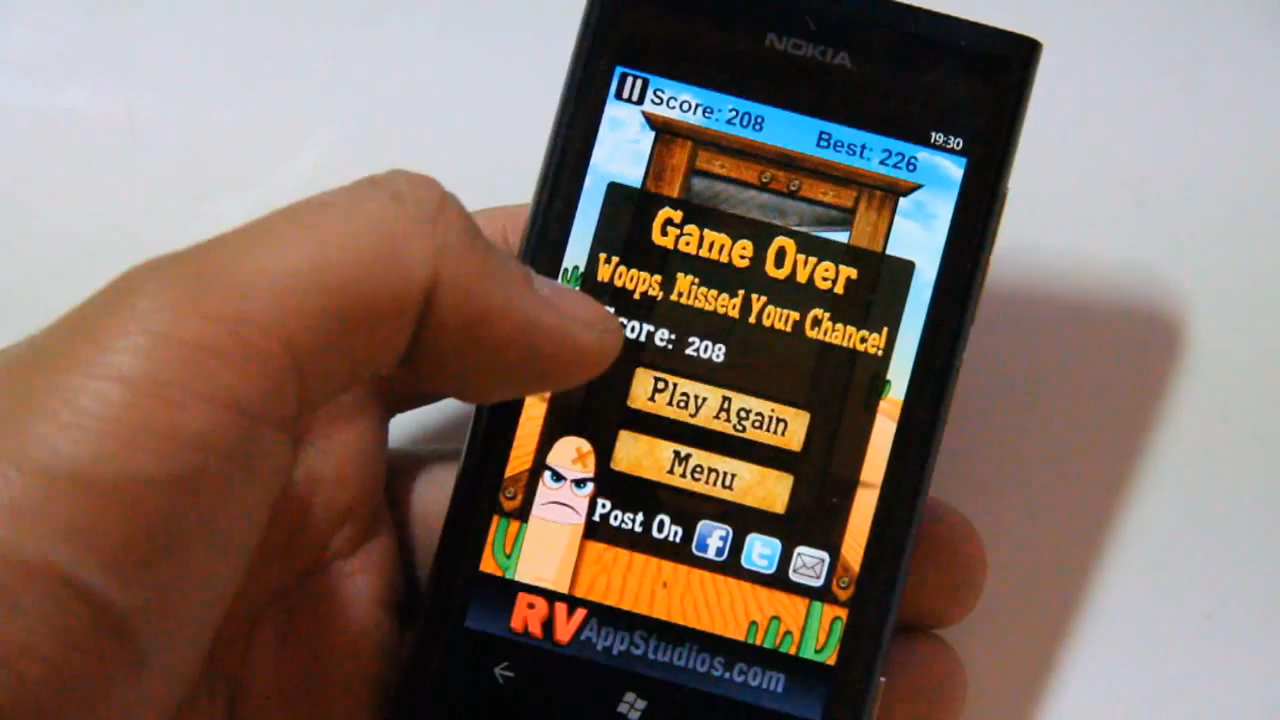 NOKIA
19:30
Score: 208
Best: 226
Game Over
Woops, Missed Your Chance!
Score: 208
Play Again
Menu
Post On
RVAppStudios.com